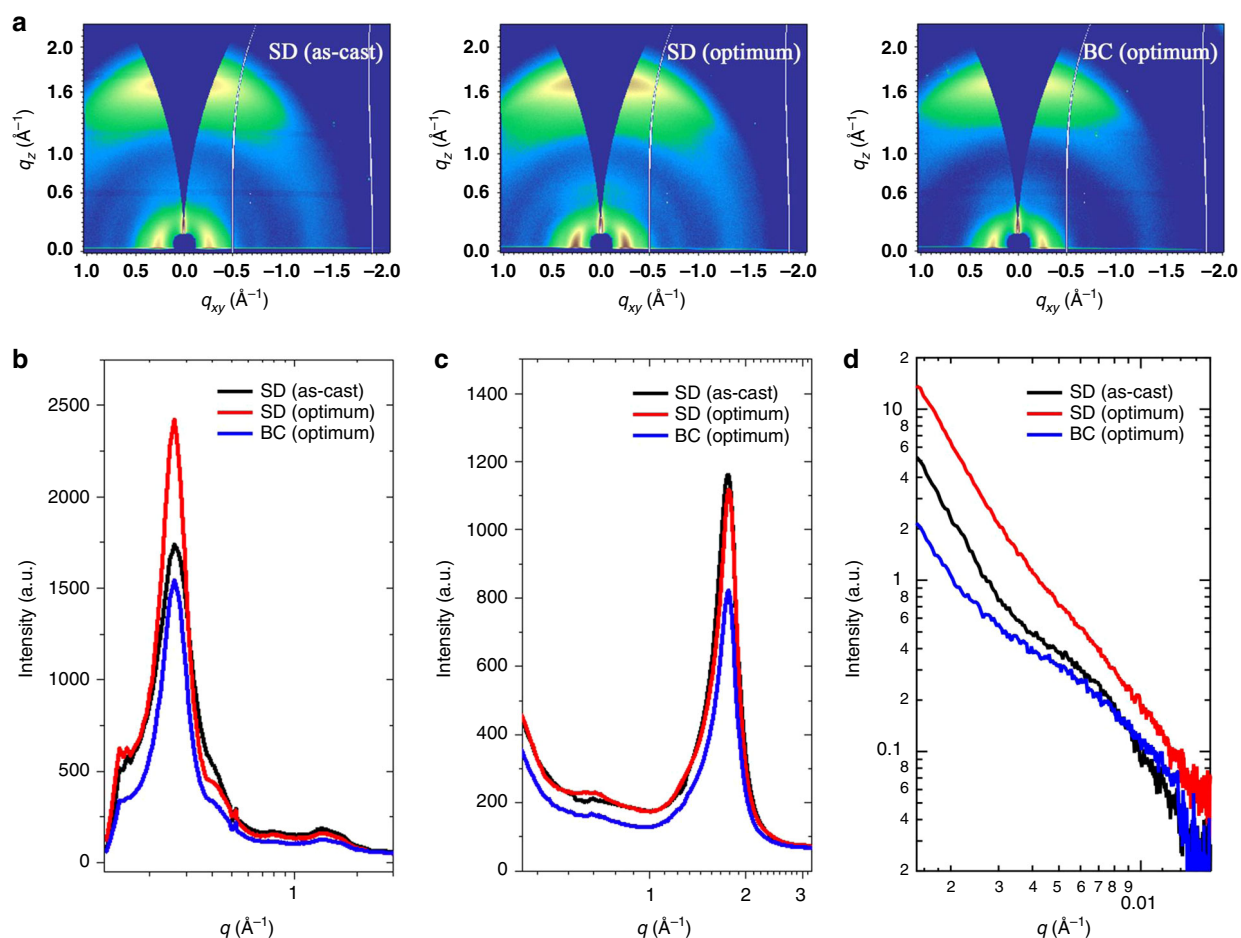 a
SD (as-cast)
SD (optimum)
BC (optimum)
2.0
1.6
1.0
0.6
0.0
qz (Å−1)
1.0 0.5 0.0 −0.5 −1.0 −1.5 −2.0
qxy (Å−1)
2.0
1.6
1.0
0.6
0.0
qz (Å−1)
1.0 0.5 0.0 −0.5 −1.0 −1.5 −2.0
qxy (Å−1)
2.0
1.6
1.0
0.6
0.0
qz (Å−1)
1.0 0.5 0.0 −0.5 −1.0 −1.5 −2.0
qxy (Å−1)
b
SD (as-cast)
SD (optimum)
BC (optimum)
2500
2000
1500
1000
500
0
Intensity (a.u.)
1
q (Å−1)
c
SD (as-cast)
SD (optimum)
BC (optimum)
1400
1200
1000
800
600
400
200
0
Intensity (a.u.)
1 2 3
q (Å−1)
d
SD (as-cast)
SD (optimum)
BC (optimum)
2
10
8
6
4
2
1
8
6
4
2
0.1
8
6
4
2
Intensity (a.u.)
2 3 4 5 6 7 8 9
0.01
q (Å−1)